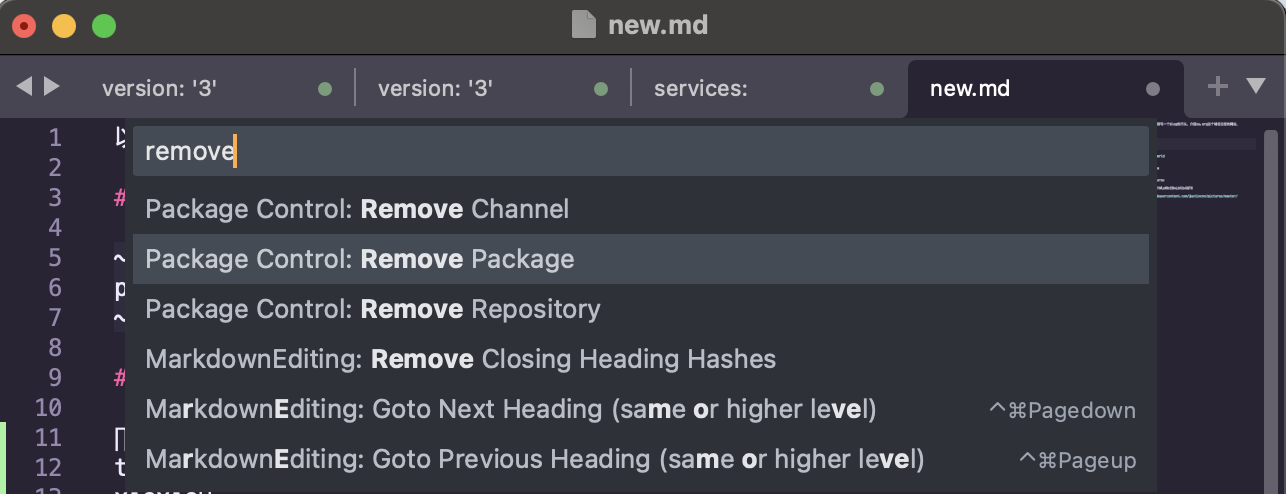 new.md
version: '3' version: '3' services: new.md
remove
Package Control: Remove Channel
Package Control: Remove Package
Package Control: Remove Repository
MarkdownEditing: Remove Closing Heading Hashes
MarkdownEditing: Goto Next Heading (same or higher level) ^⌘Pagedown
MarkdownEditing: Goto Previous Heading (same or higher level) ^⌘Pageup
1
2
3 #
4
5 ~
6 p
7 ~
8
9 #
10
11
12 t
13